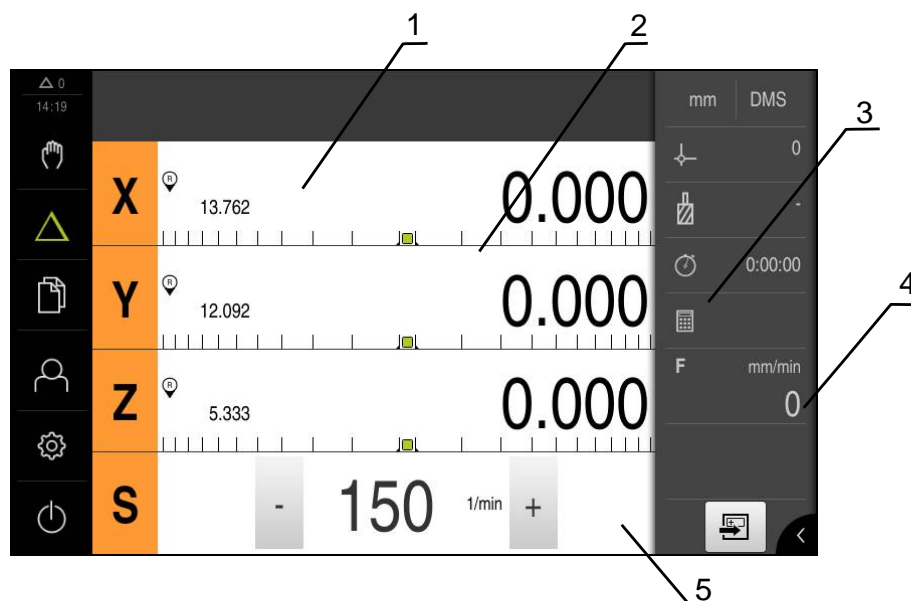 1
2
△ 0
14:19
mm DMS
3
0
X
R
13.762
0.000
-
0:00:00
4
Y
R
12.092
0.000
F mm/min
0
Z
R
5.333
0.000
S
- 150 1/min +
5